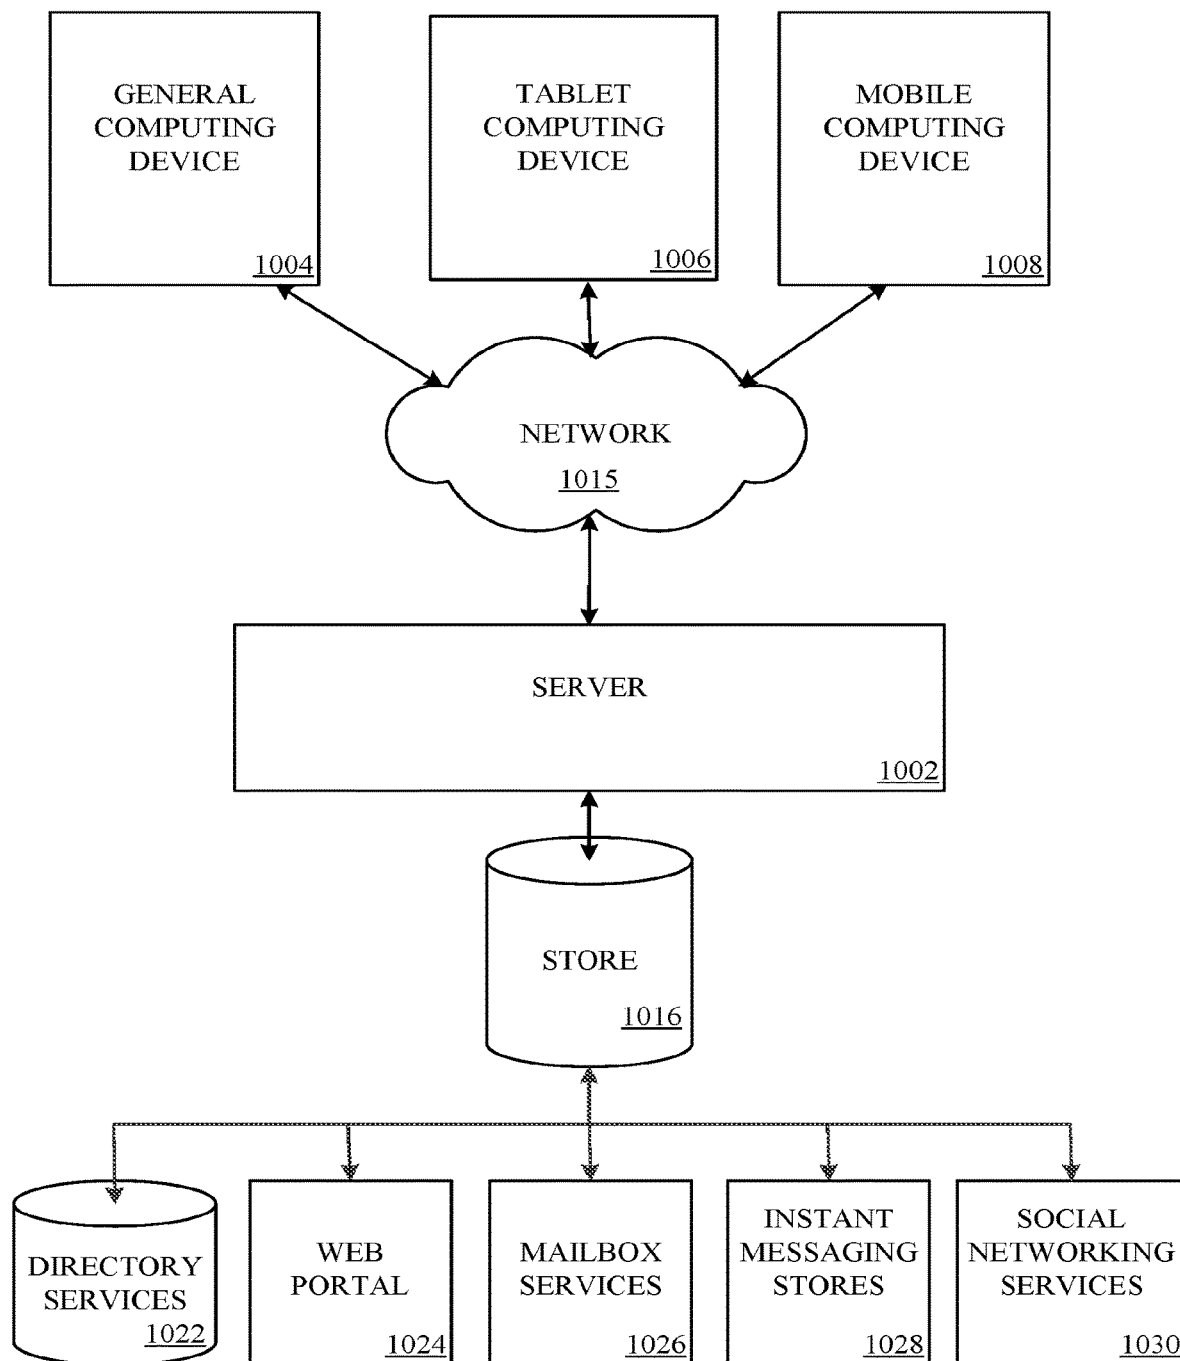 GENERAL
COMPUTING
DEVICE
1004
TABLET
COMPUTING
DEVICE
1006
MOBILE
COMPUTING
DEVICE
1008
NETWORK
1015
SERVER
1002
STORE
1016
DIRECTORY
SERVICES
1022
WEB
PORTAL
1024
MAILBOX
SERVICES
1026
INSTANT
MESSAGING
STORES
1028
SOCIAL
NETWORKING
SERVICES
1030